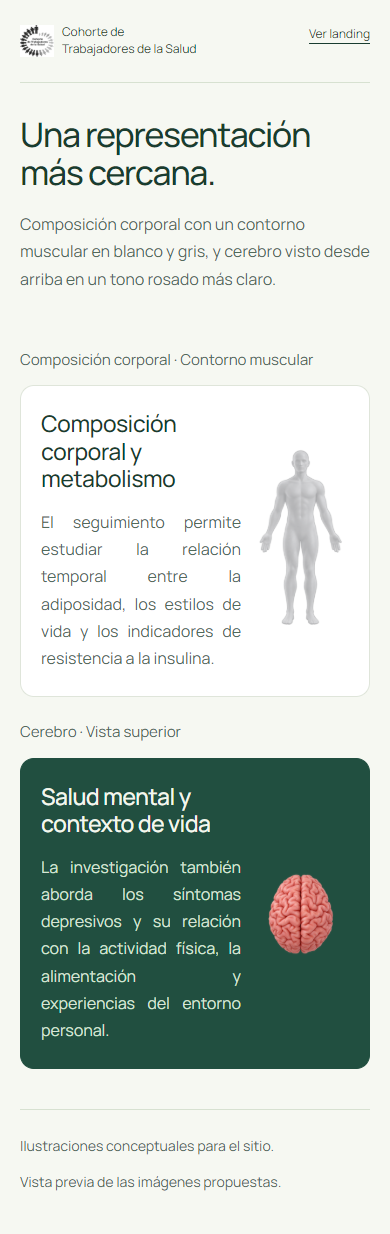 Cohorte de
Trabajadores de la Salud
Ver landing
Una representación
más cercana.
Composición corporal con un contorno
muscular en blanco y gris, y cerebro visto desde
arriba en un tono rosado más claro.
Composición corporal · Contorno muscular
Composición
corporal y
metabolismo
El seguimiento permite
estudiar la relación
temporal entre la
adiposidad, los estilos de
vida y los indicadores de
resistencia a la insulina.
Cerebro · Vista superior
Salud mental y
contexto de vida
La investigación también
aborda los síntomas
depresivos y su relación
con la actividad física, la
alimentación y
experiencias del entorno
personal.
Ilustraciones conceptuales para el sitio.
Vista previa de las imágenes propuestas.